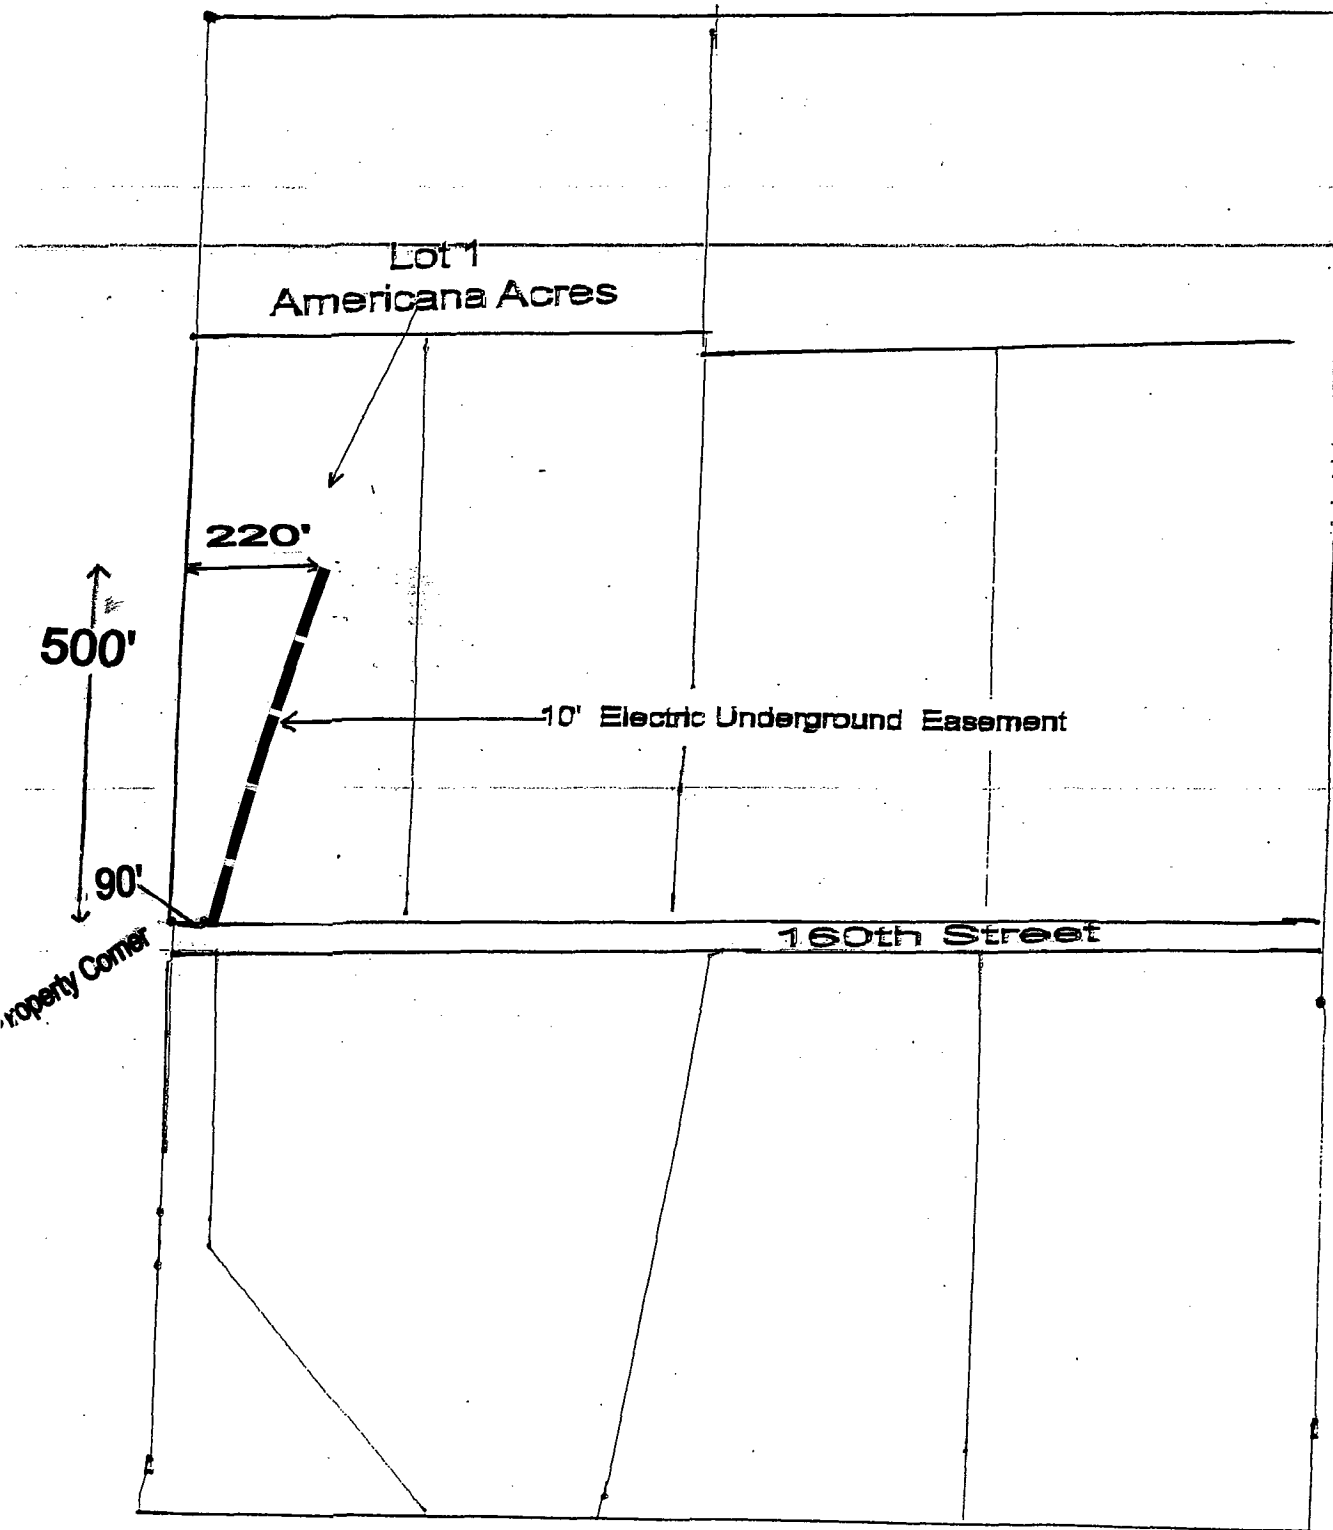 Lot 1
Americana Acres
220'
500'
10' Electric Underground Easement
90'
160th Street
Property Corner